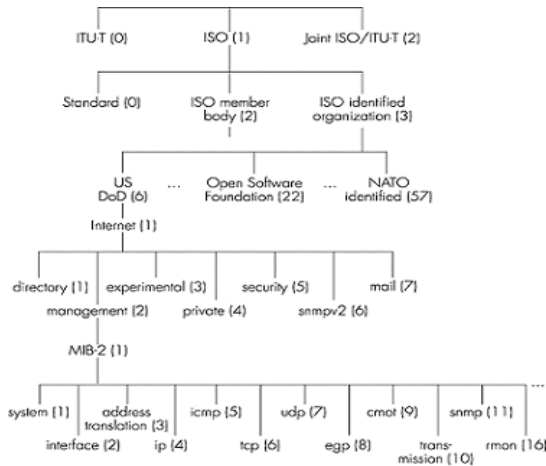 ITU-T (0) ISO (1) Joint ISO/ITU-T (2)
Standard (0) ISO member body (2) ISO identified organization (3)
US DoD (6) ... Open Software Foundation (22) ... NATO identified (57)
Internet (1)
directory (1) experimental (3) security (5) mail (7)
management (2) private (4) snmpv2 (6)
MIB-2 (1)
...
system (1) address translation (3) icmp (5) udp (7) cmot (9) snmp (11)
interface (2) ip (4) tcp (6) egp (8) trans-mission (10) rmon (16)